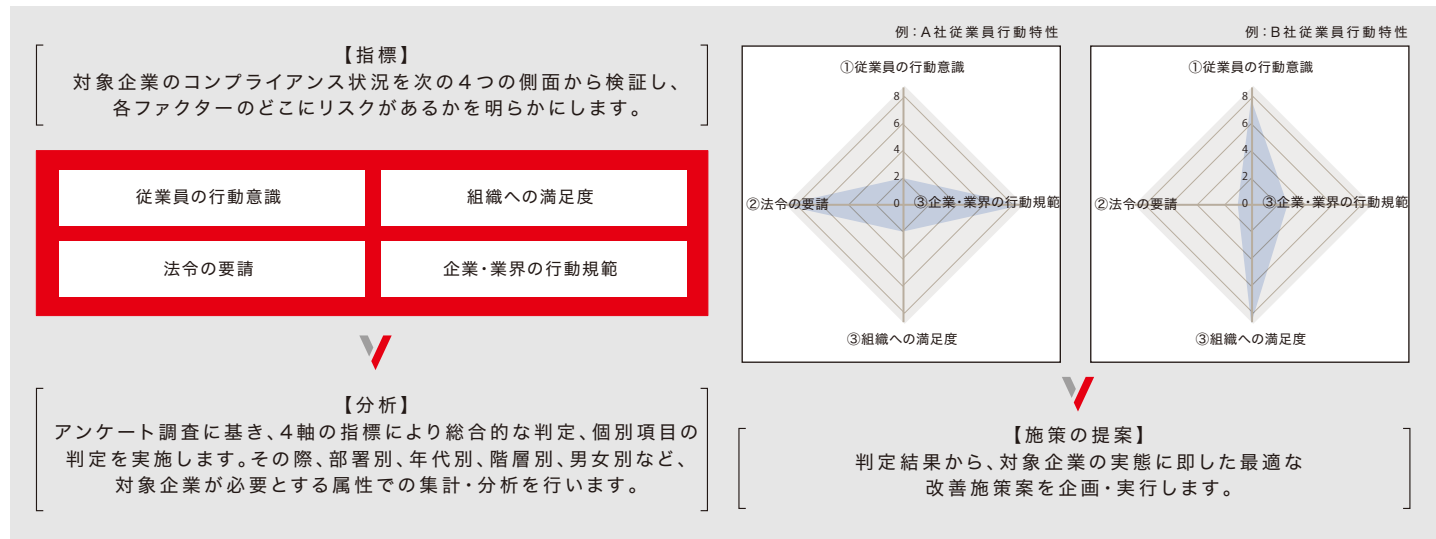 【指標】
対象企業のコンプライアンス状況を次の4つの側面から検証し、
各ファクターのどこにリスクがあるかを明らかにします。
従業員の行動意識
組織への満足度
法令の要請
企業・業界の行動規範
【分析】
アンケート調査に基き、4軸の指標により総合的な判定、個別項目の
判定を実施します。その際、部署別、年代別、階層別、男女別など、
対象企業が必要とする属性での集計・分析を行います。
例：A社従業員行動特性
①従業員の行動意識
8
6
4
2
0
②法令の要請
③企業・業界の行動規範
③組織への満足度
例：B社従業員行動特性
①従業員の行動意識
8
6
4
2
0
②法令の要請
③企業・業界の行動規範
③組織への満足度
【施策の提案】
判定結果から、対象企業の実態に即した最適な
改善施策案を企画・実行します。